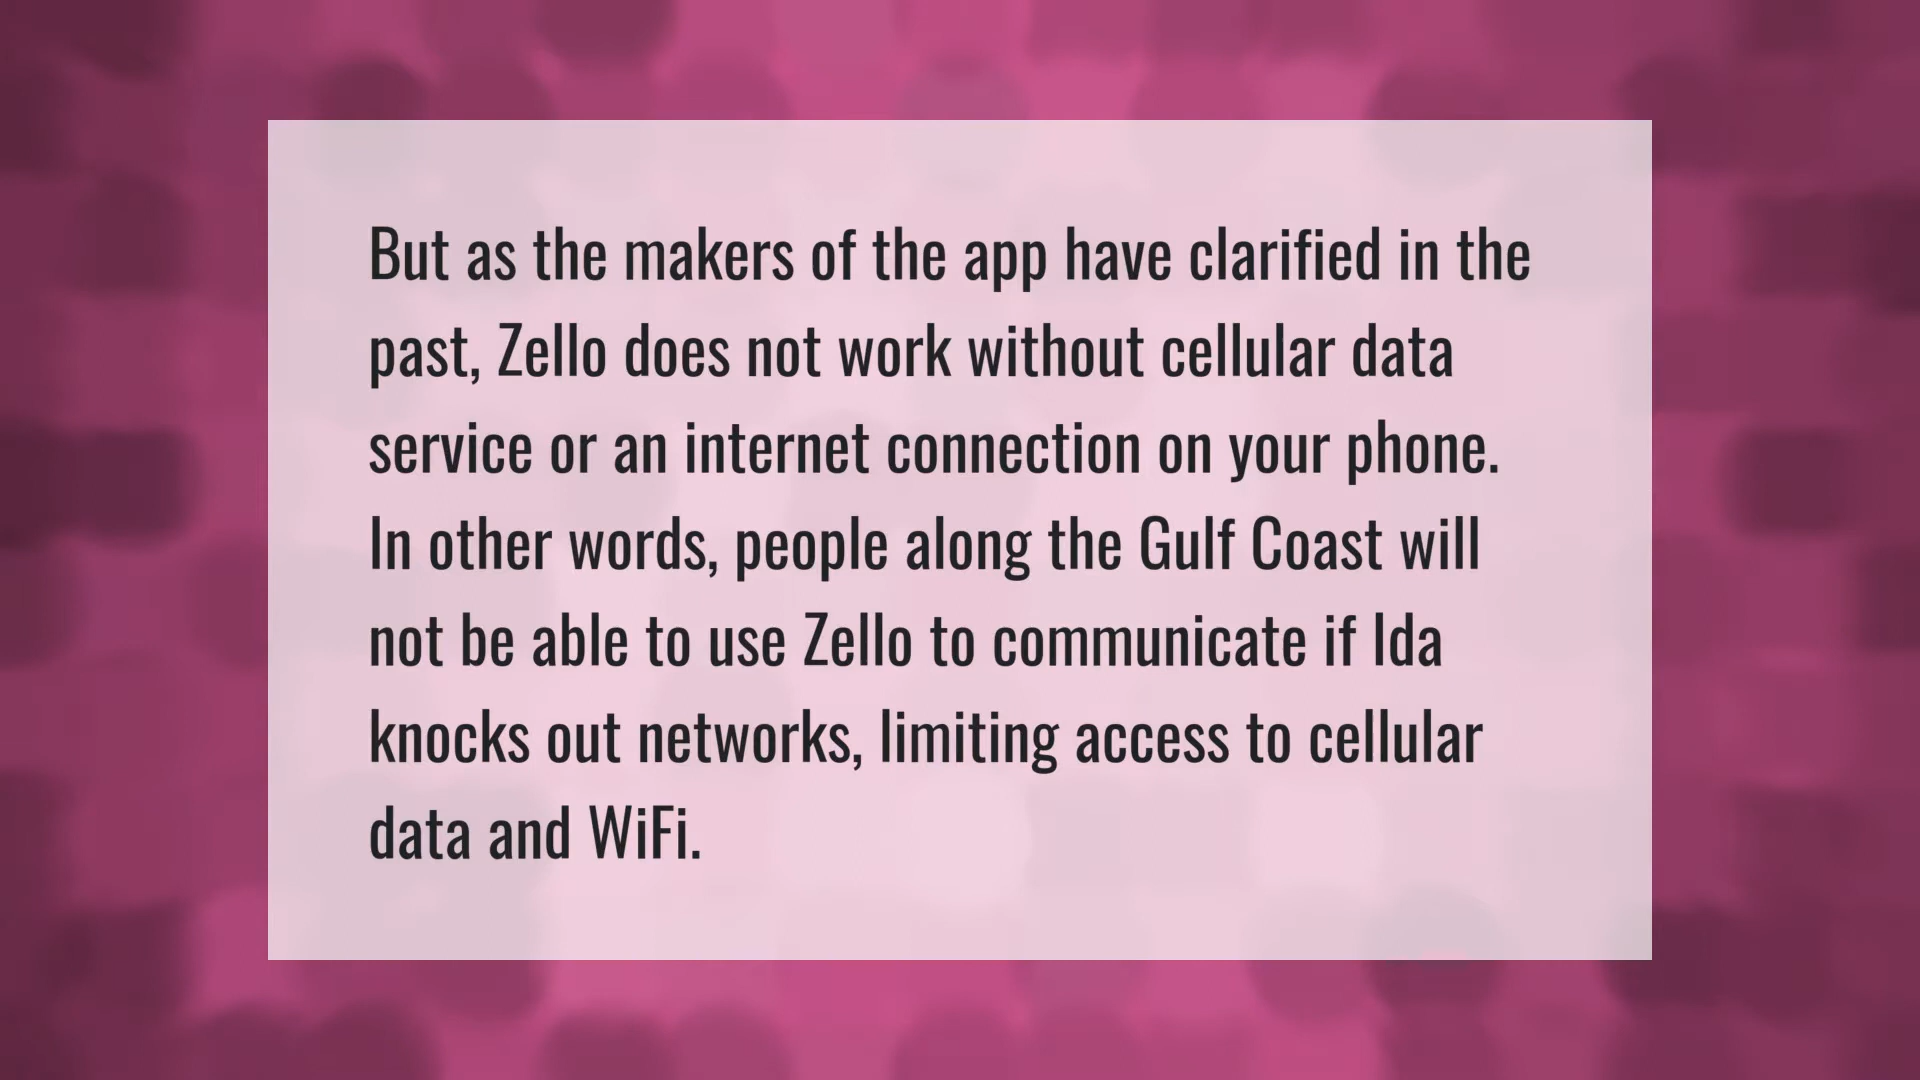 But as the makers of the app have clarified in the
past, Zello does not work without cellular data
service or an internet connection on your phone.
In other words, people along the Gulf Coast will
not be able to use Zello to communicate if Ida
knocks out networks, limiting access to cellular
data and WiFi.